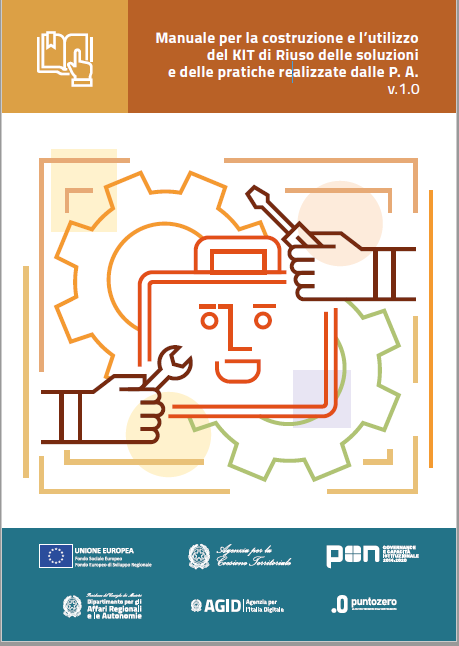 Manuale per la costruzione e l'utilizzo
del KIT di Riuso delle soluzioni
e delle pratiche realizzate dalle P. A.
v.1.0
UNIONE EUROPEA
Fondo Sociale Europeo
Fondo Europeo di Sviluppo Regionale
Agenzia per la
Coesione Territoriale
pon
GOVERNANCE
E CAPACITÀ
ISTITUZIONALE
2014-2020
Presidenza del Consiglio dei Ministri
Dipartimento per gli
Affari Regionali
e le Autonomie
AGID
Agenzia per
l'Italia Digitale
.0 puntozero